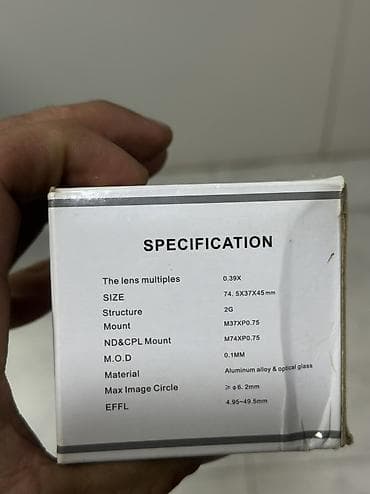 SPECIFICATION
The lens multiples 0.39X
SIZE 74. 5X37X45mm
Structure 2G
Mount M37XP0.75
ND&CPL Mount M74XP0.75
M.O.D 0.1MM
Material Aluminum alloy & optical glass
Max Image Circle ≥ φ6. 2mm
EFFL 4.95~49.5mm